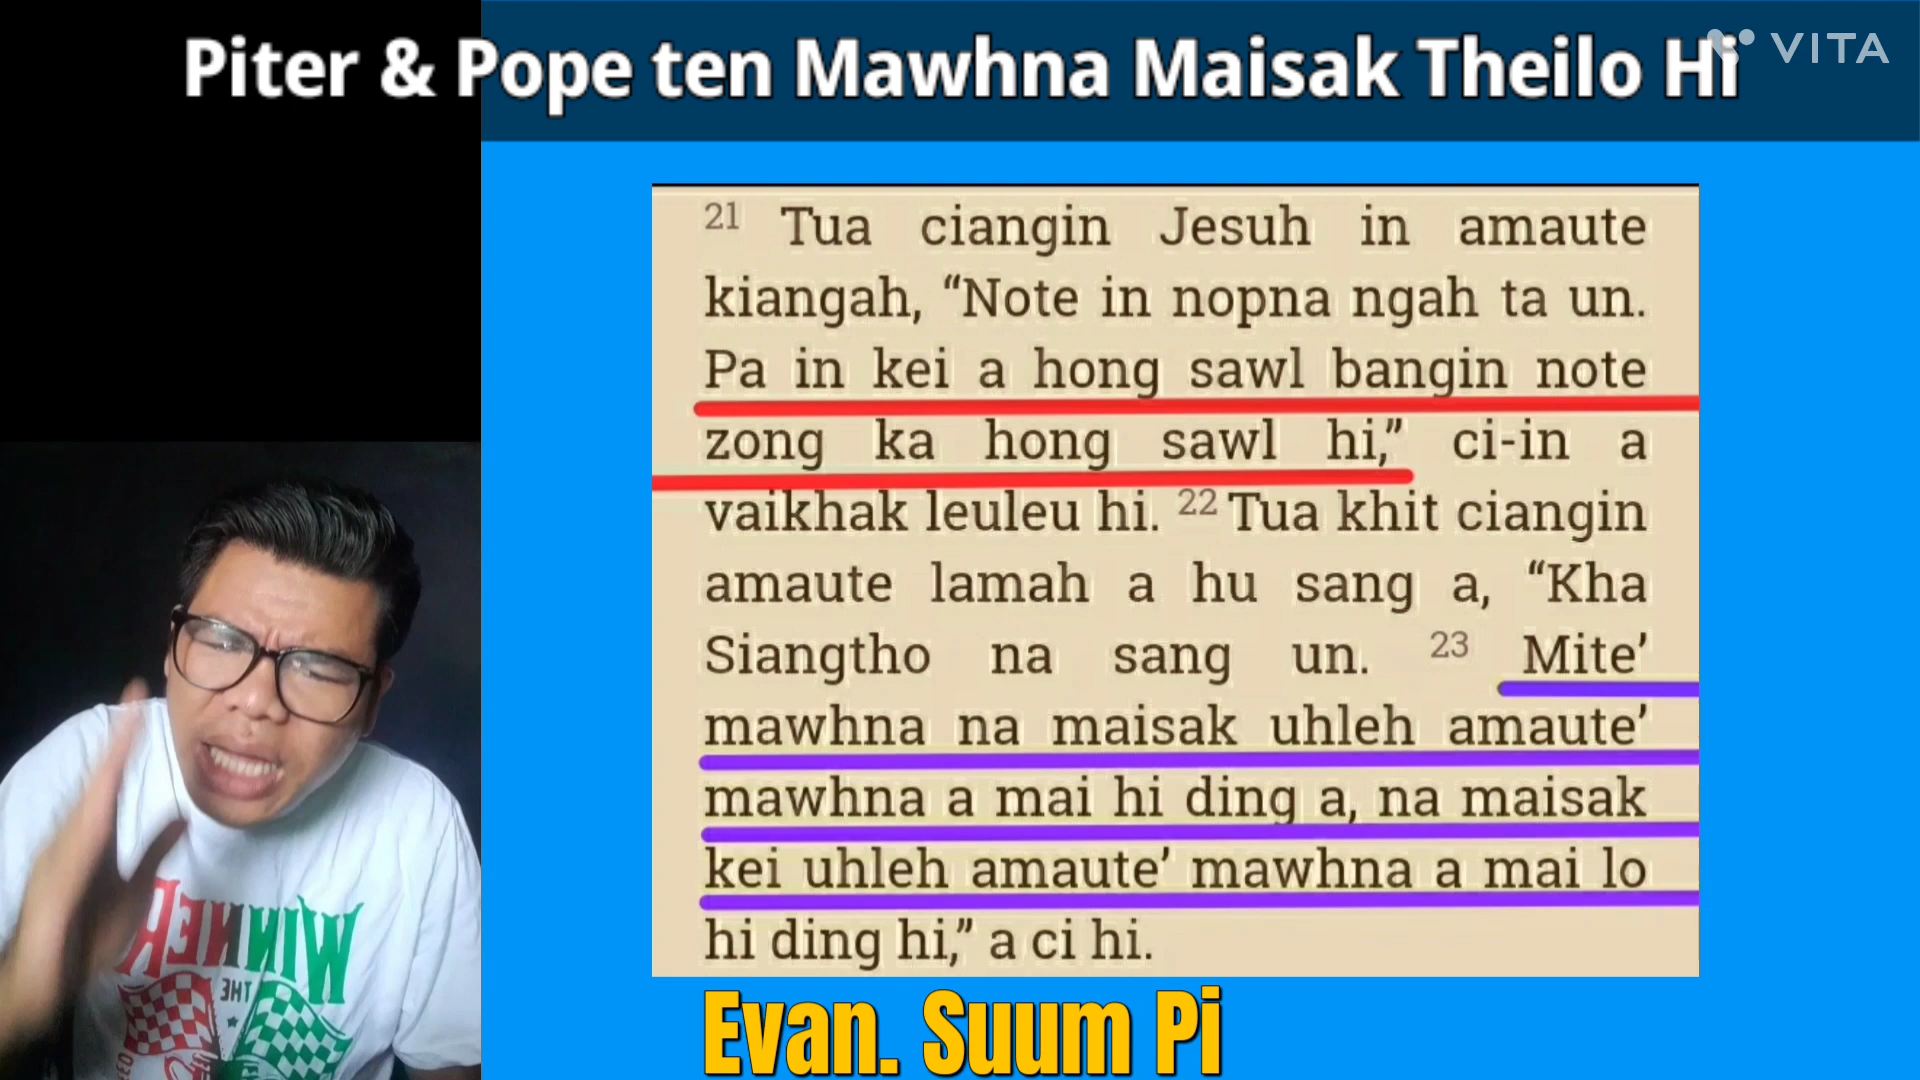 Piter & Pope ten Mawhna Maisak Theilo Hi
VITA
21 Tua ciangin Jesuh in amaute
kiangah, “Note in nopna ngah ta un.
Pa in kei a hong sawl bangin note
zong ka hong sawl hi,” ci-in a
vaikhak leuleu hi. 22 Tua khit ciangin
amaute lamah a hu sang a, “Kha
Siangtho na sang un. 23 Mite’
mawhna na maisak uhleh amaute’
mawhna a mai hi ding a, na maisak
kei uhleh amaute’ mawhna a mai lo
hi ding hi,” a ci hi.
Evan. Suum Pi
WINNER
THE